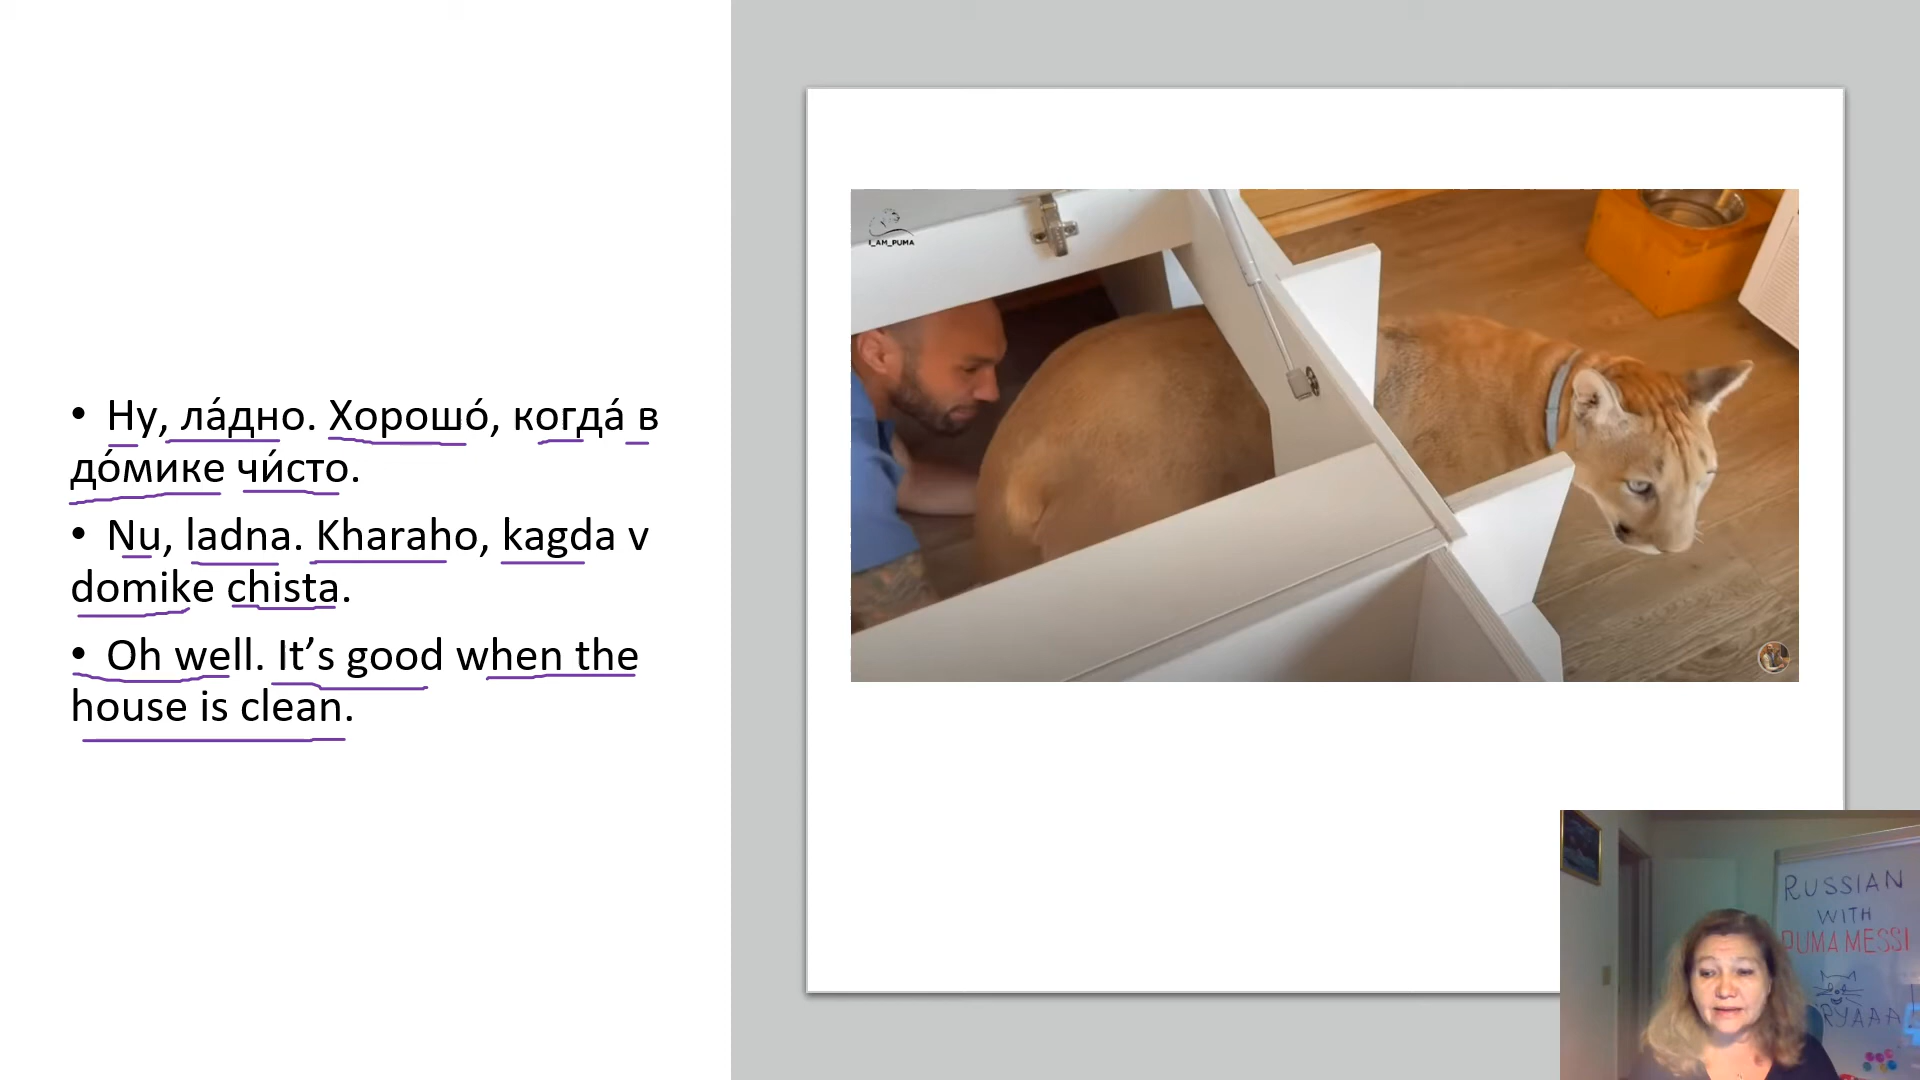 • Ну, ла́дно. Хорошо́, когда́ в
до́мике чи́сто.
• Nu, ladna. Kharaho, kagda v
domike chista.
• Oh well. It’s good when the
house is clean.
I_AM_PUMA
RUSSIAN
WITH
PUMA MESSI
RYAAA